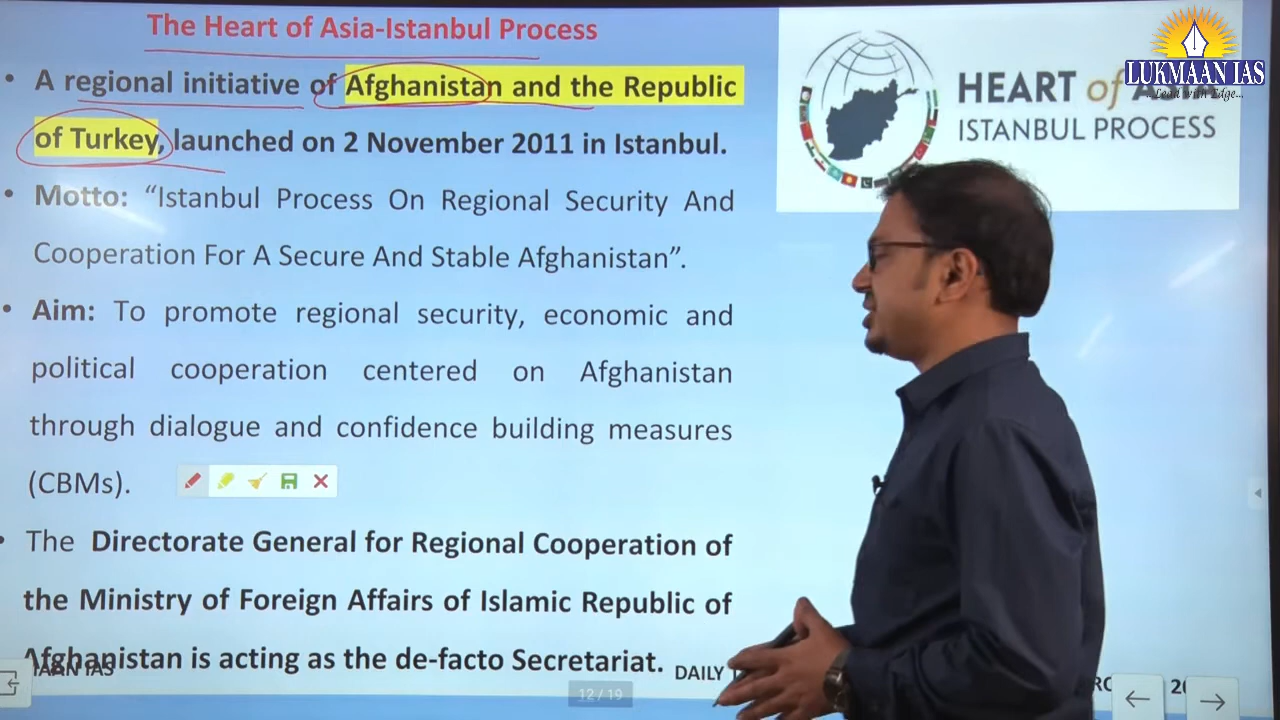 The Heart of Asia-Istanbul Process
• A regional initiative of Afghanistan and the Republic
of Turkey, launched on 2 November 2011 in Istanbul.
• Motto: “Istanbul Process On Regional Security And
Cooperation For A Secure And Stable Afghanistan”.
• Aim: To promote regional security, economic and
political cooperation centered on Afghanistan
through dialogue and confidence building measures
(CBMs).
• The Directorate General for Regional Cooperation of
the Ministry of Foreign Affairs of Islamic Republic of
Afghanistan is acting as the de-facto Secretariat.
HEART of
ISTANBUL PROCESS
LUKMAAN IAS
Lead with Edge...
IAS
DAILY
12/19